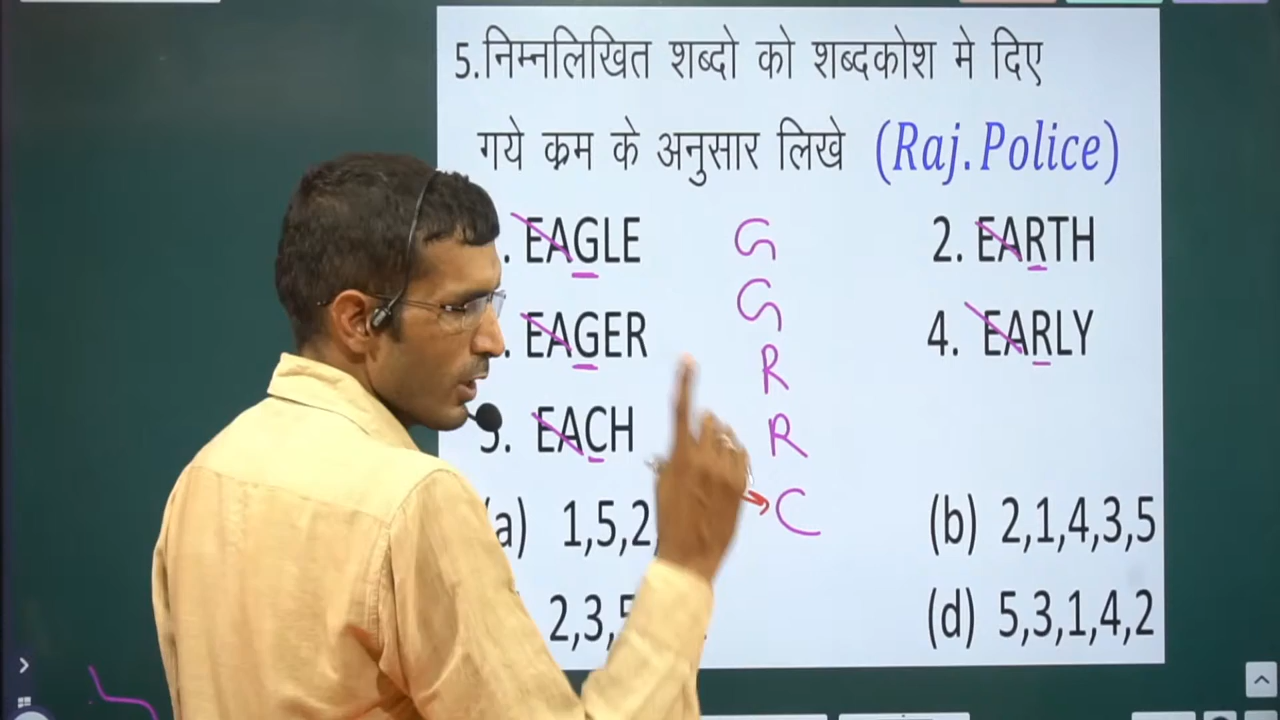 5.निम्नलिखित शब्दो को शब्दकोश मे दिए
गये क्रम के अनुसार लिखे (Raj.Police)
. EAGLE G 2. EARTH
G
. EAGER 4. EARLY
R
5. EACH R
a) 1,5,2 C (b) 2,1,4,3,5
2,3,5 (d) 5,3,1,4,2